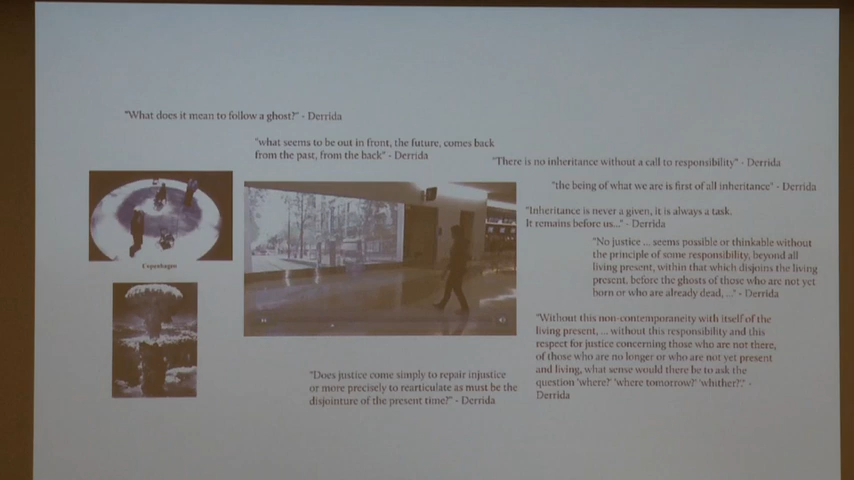 "What does it mean to follow a ghost?" - Derrida
"what seems to be out in front, the future, comes back
from the past, from the back" - Derrida
"There is no inheritance without a call to responsibility" - Derrida
"the being of what we are is first of all inheritance" - Derrida
"Inheritance is never a given, it is always a task.
It remains before us..." - Derrida
"No justice ... seems possible or thinkable without
the principle of some responsibility, beyond all
living present, within that which disjoins the living
present, before the ghosts of those who are not yet
born or who are already dead, ..." - Derrida
Copenhagen
"Without this non-contemporaneity with itself of the
living present, ... without this responsibility and this
respect for justice concerning those who are not there,
of those who are no longer or who are not yet present
and living, what sense would there be to ask the
question 'where?' 'where tomorrow?' 'whither?'." -
Derrida
"Does justice come simply to repair injustice
or more precisely to rearticulate as must be the
disjointure of the present time?" - Derrida